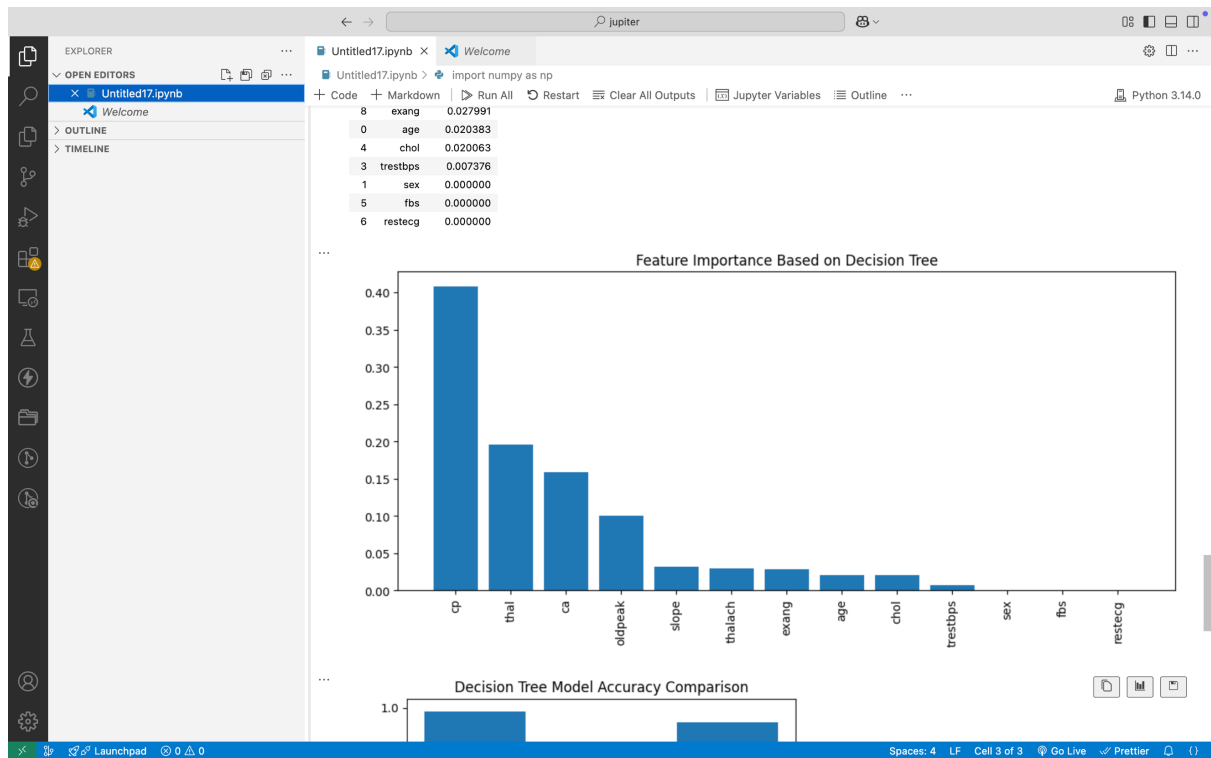 jupiter
EXPLORER
OPEN EDITORS
Untitled17.ipynb
Welcome
OUTLINE
TIMELINE
Untitled17.ipynb
Welcome
Untitled17.ipynb > import numpy as np
+ Code + Markdown Run All Restart Clear All Outputs Jupyter Variables Outline ... Python 3.14.0
8 exang 0.027991
0 age 0.020383
4 chol 0.020063
3 trestbps 0.007376
1 sex 0.000000
5 fbs 0.000000
6 restecg 0.000000
...
Feature Importance Based on Decision Tree
0.40
0.35
0.30
0.25
0.20
0.15
0.10
0.05
0.00
cp thal ca oldpeak slope thalach exang age chol trestbps sex fbs restecg
...
Decision Tree Model Accuracy Comparison
1.0
Launchpad 0 0 Spaces: 4 LF Cell 3 of 3 Go Live Prettier {}